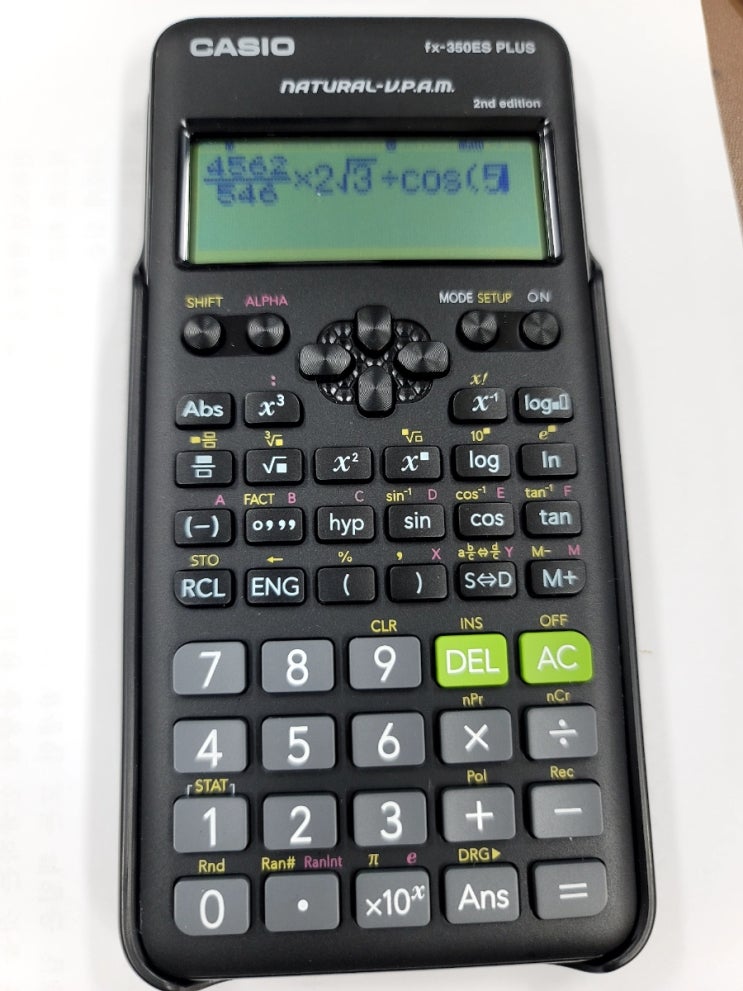 CASIO fx-350ES PLUS
NATURAL-V.P.A.M.
2nd edition
Math
4562/546×2√3÷cos(5
SHIFT ALPHA MODE SETUP ON
: x!
Abs x³ x⁻¹ log■□
■■/□ ³√■ ■√□ 10■ e■
■/□ √■ x² x■ log ln
A FACT B C sin⁻¹ D cos⁻¹ E tan⁻¹ F
(−) °,,, hyp sin cos tan
STO ← % , X a b/c⇔d/c Y M− M
RCL ENG ( ) S⇔D M+
CLR INS OFF
7 8 9 DEL AC
nPr nCr
4 5 6 × ÷
STAT Pol Rec
1 2 3 + −
Rnd Ran# RanInt π e DRG▶
0 • ×10ˣ Ans =